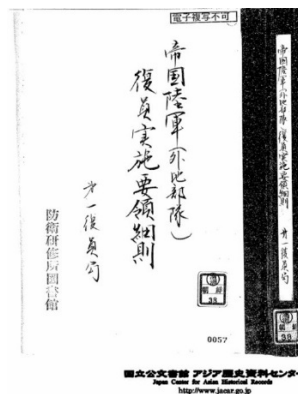 電子複写不可
帝国陸軍(外地部隊)
復員実施要領細則
才一復員局
防衛研修所図書館
帝国陸軍(外地部隊)復員実施要領細則 才一復員局
38
38
0057
国立公文書館 アジア歴史資料センター
Japan Center for Asian Historical Records
http://www.jacar.go.jp